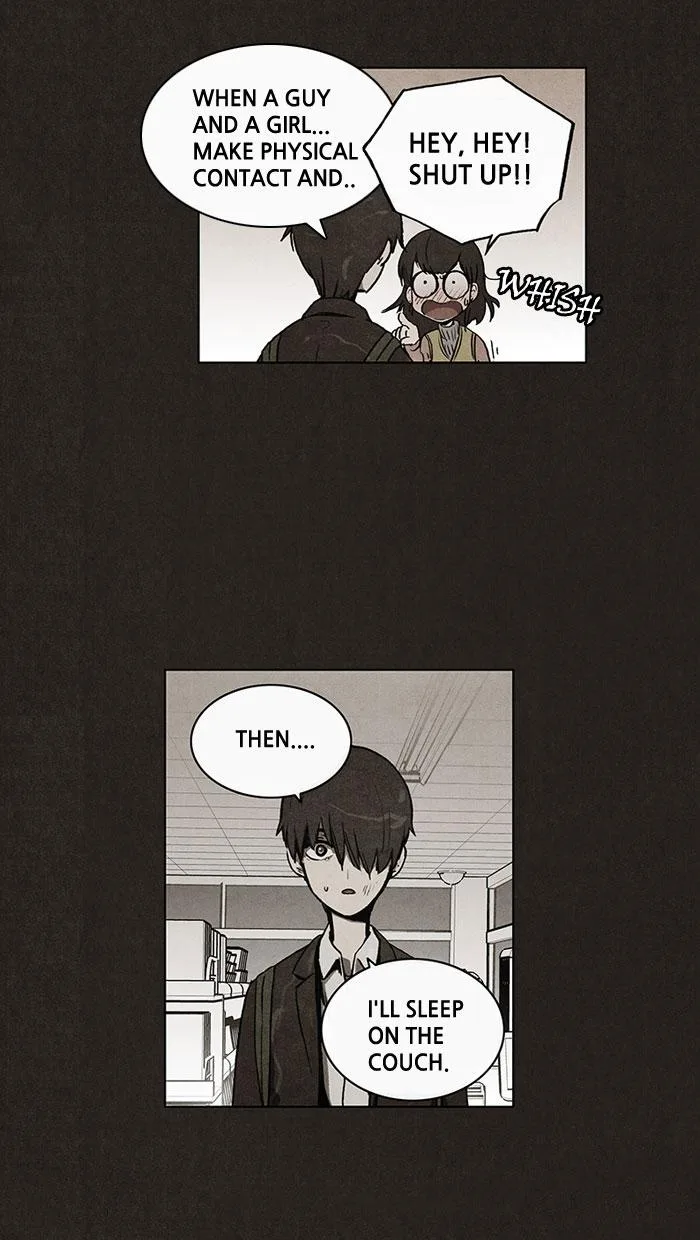 WHEN A GUY
AND A GIRL...
MAKE PHYSICAL
CONTACT AND..
HEY, HEY!
SHUT UP!!
WHISH
THEN....
I'LL SLEEP
ON THE
COUCH.